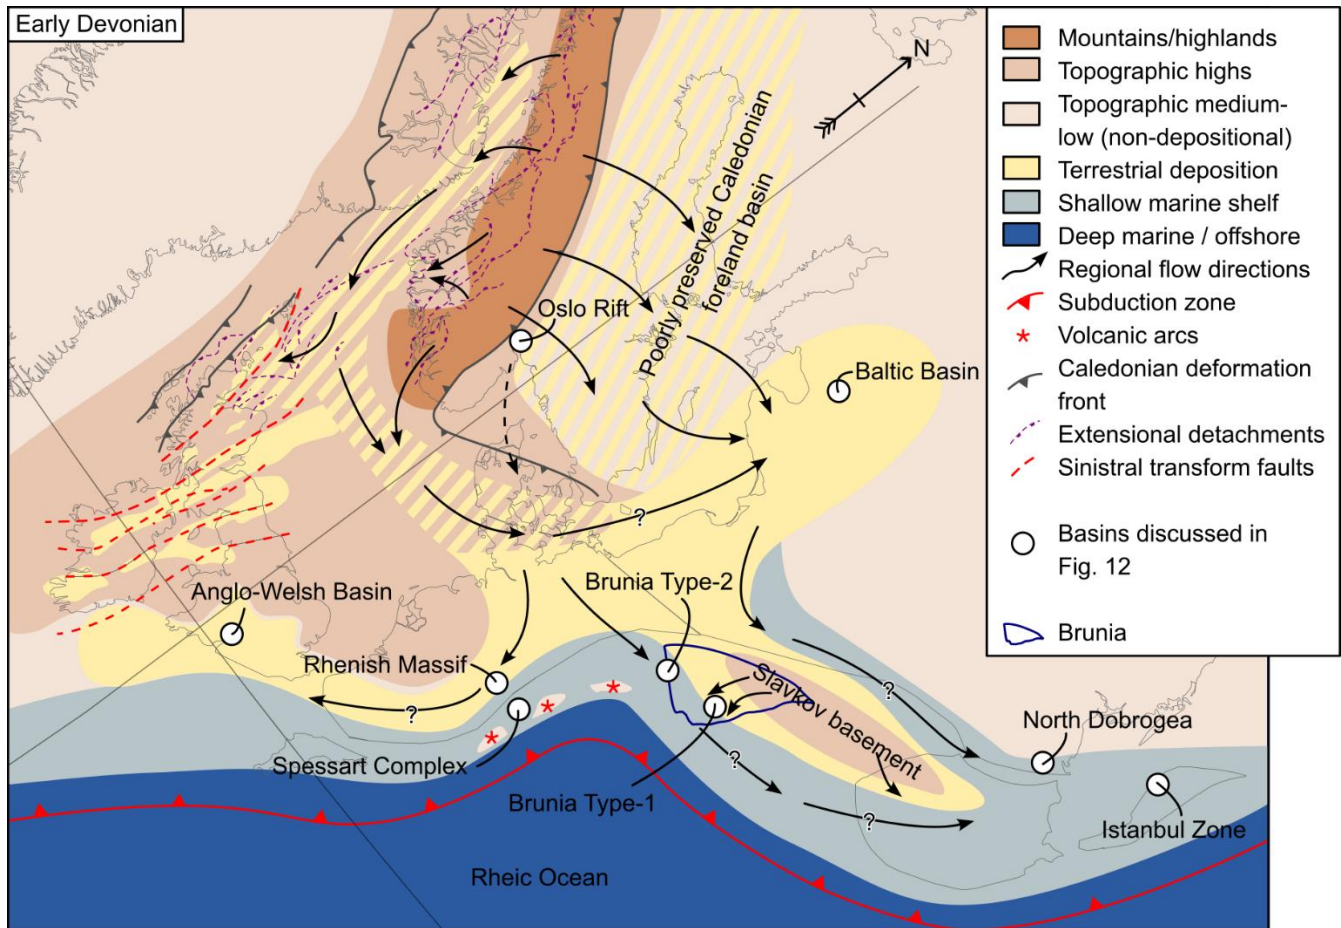 Early Devonian
N
Poorly preserved Caledonian
foreland basin
Oslo Rift
Baltic Basin
?
Anglo-Welsh Basin
Brunia Type-2
Rhenish Massif
?
Slavkov basement
?
?
?
Spessart Complex
Brunia Type-1
North Dobrogea
Istanbul Zone
Rheic Ocean
Mountains/highlands
Topographic highs
Topographic medium-
low (non-depositional)
Terrestrial deposition
Shallow marine shelf
Deep marine / offshore
Regional flow directions
Subduction zone
Volcanic arcs
Caledonian deformation
front
Extensional detachments
Sinistral transform faults
Basins discussed in
Fig. 12
Brunia